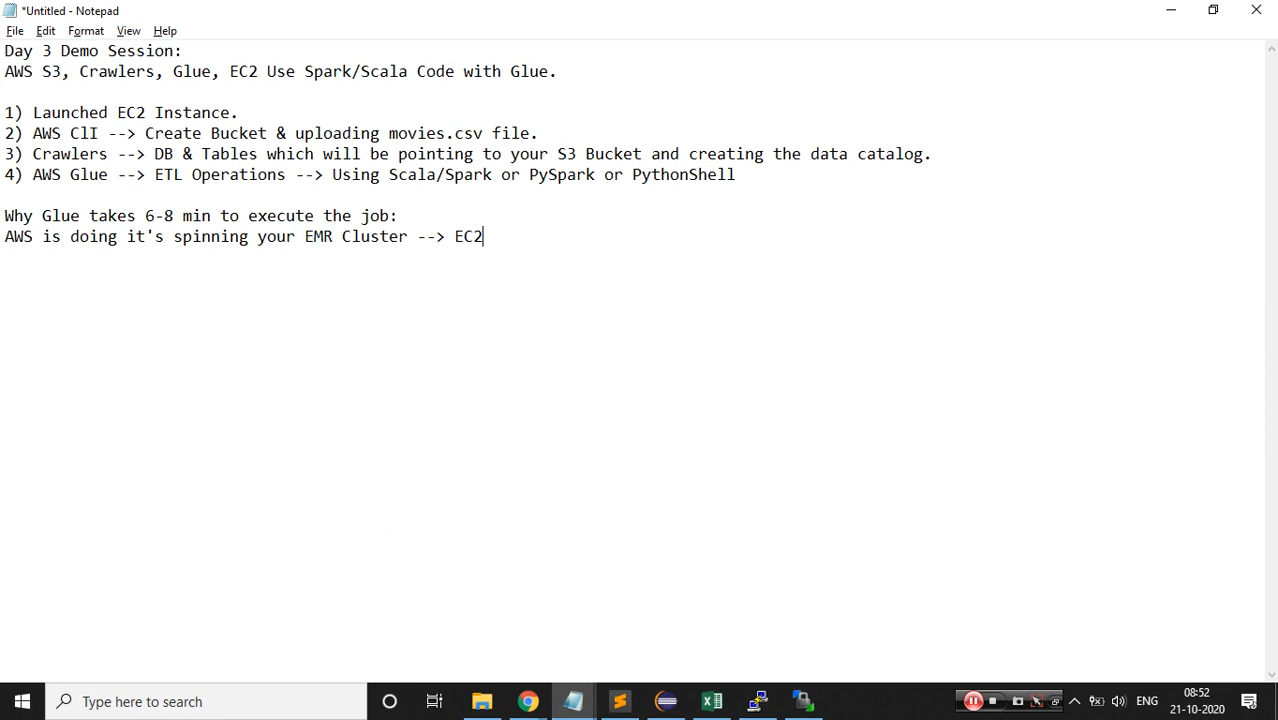 *Untitled - Notepad
File Edit Format View Help
Day 3 Demo Session:
AWS S3, Crawlers, Glue, EC2 Use Spark/Scala Code with Glue.
1) Launched EC2 Instance.
2) AWS ClI --> Create Bucket & uploading movies.csv file.
3) Crawlers --> DB & Tables which will be pointing to your S3 Bucket and creating the data catalog.
4) AWS Glue --> ETL Operations --> Using Scala/Spark or PySpark or PythonShell
Why Glue takes 6-8 min to execute the job:
AWS is doing it's spinning your EMR Cluster --> EC2
Type here to search
ENG
08:52
21-10-2020